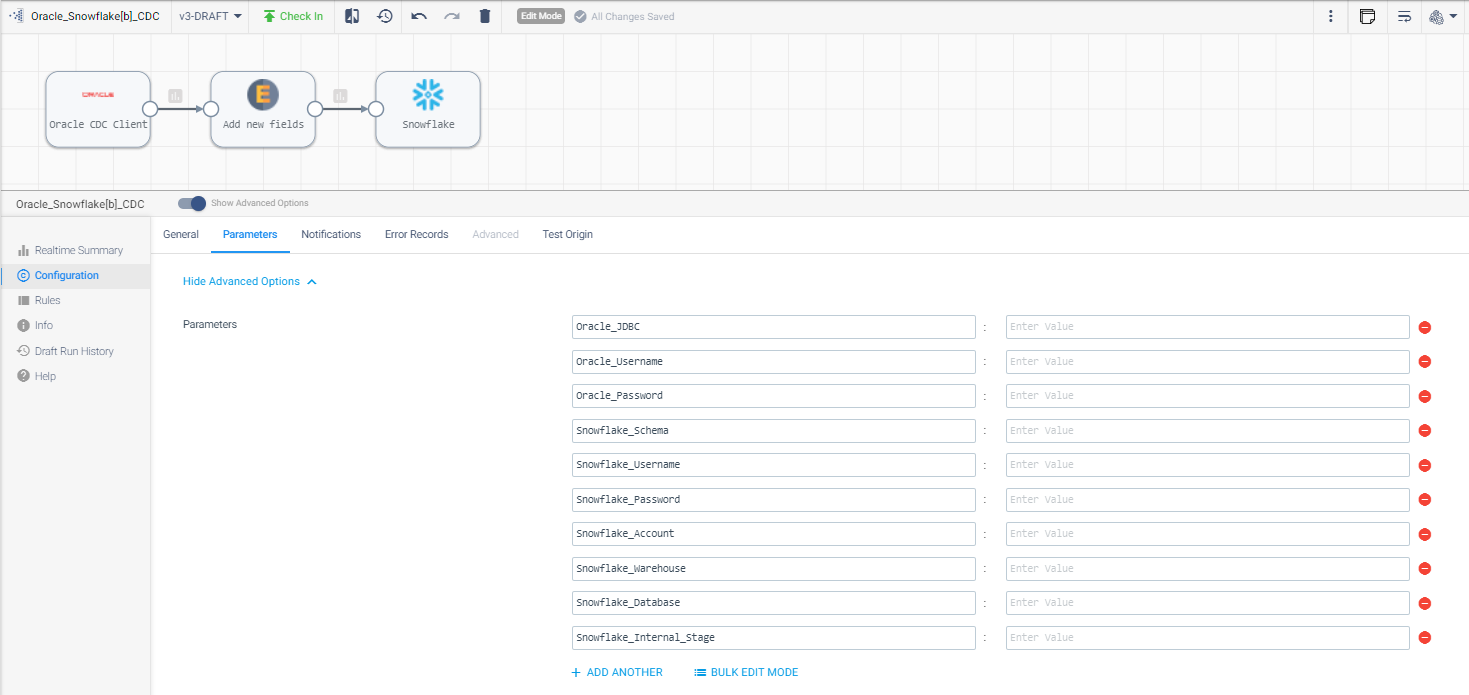 Oracle_Snowflake[b]_CDC v3-DRAFT Check In Edit Mode All Changes Saved
ORACLE
Oracle CDC Client
E
Add new fields
Snowflake
Oracle_Snowflake[b]_CDC Show Advanced Options
Realtime Summary
Configuration
Rules
Info
Draft Run History
Help
General Parameters Notifications Error Records Advanced Test Origin
Hide Advanced Options
Parameters
Oracle_JDBC : Enter Value
Oracle_Username : Enter Value
Oracle_Password : Enter Value
Snowflake_Schema : Enter Value
Snowflake_Username : Enter Value
Snowflake_Password : Enter Value
Snowflake_Account : Enter Value
Snowflake_Warehouse : Enter Value
Snowflake_Database : Enter Value
Snowflake_Internal_Stage : Enter Value
+ ADD ANOTHER BULK EDIT MODE